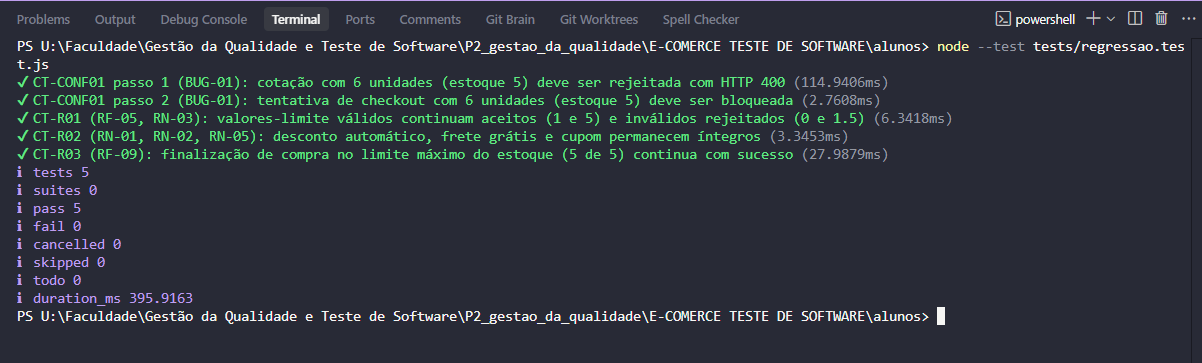 Problems Output Debug Console Terminal Ports Comments Git Brain Git Worktrees Spell Checker powershell
PS U:\Faculdade\Gestão da Qualidade e Teste de Software\P2_gestao_da_qualidade\E-COMERCE TESTE DE SOFTWARE\alunos> node --test tests/regressao.te
st.js
✔ CT-CONF01 passo 1 (BUG-01): cotação com 6 unidades (estoque 5) deve ser rejeitada com HTTP 400 (114.9406ms)
✔ CT-CONF01 passo 2 (BUG-01): tentativa de checkout com 6 unidades (estoque 5) deve ser bloqueada (2.7608ms)
✔ CT-R01 (RF-05, RN-03): valores-limite válidos continuam aceitos (1 e 5) e inválidos rejeitados (0 e 1.5) (6.3418ms)
✔ CT-R02 (RN-01, RN-02, RN-05): desconto automático, frete grátis e cupom permanecem íntegros (3.3453ms)
✔ CT-R03 (RF-09): finalização de compra no limite máximo do estoque (5 de 5) continua com sucesso (27.9879ms)
ℹ tests 5
ℹ suites 0
ℹ pass 5
ℹ fail 0
ℹ cancelled 0
ℹ skipped 0
ℹ todo 0
ℹ duration_ms 395.9163
PS U:\Faculdade\Gestão da Qualidade e Teste de Software\P2_gestao_da_qualidade\E-COMERCE TESTE DE SOFTWARE\alunos>